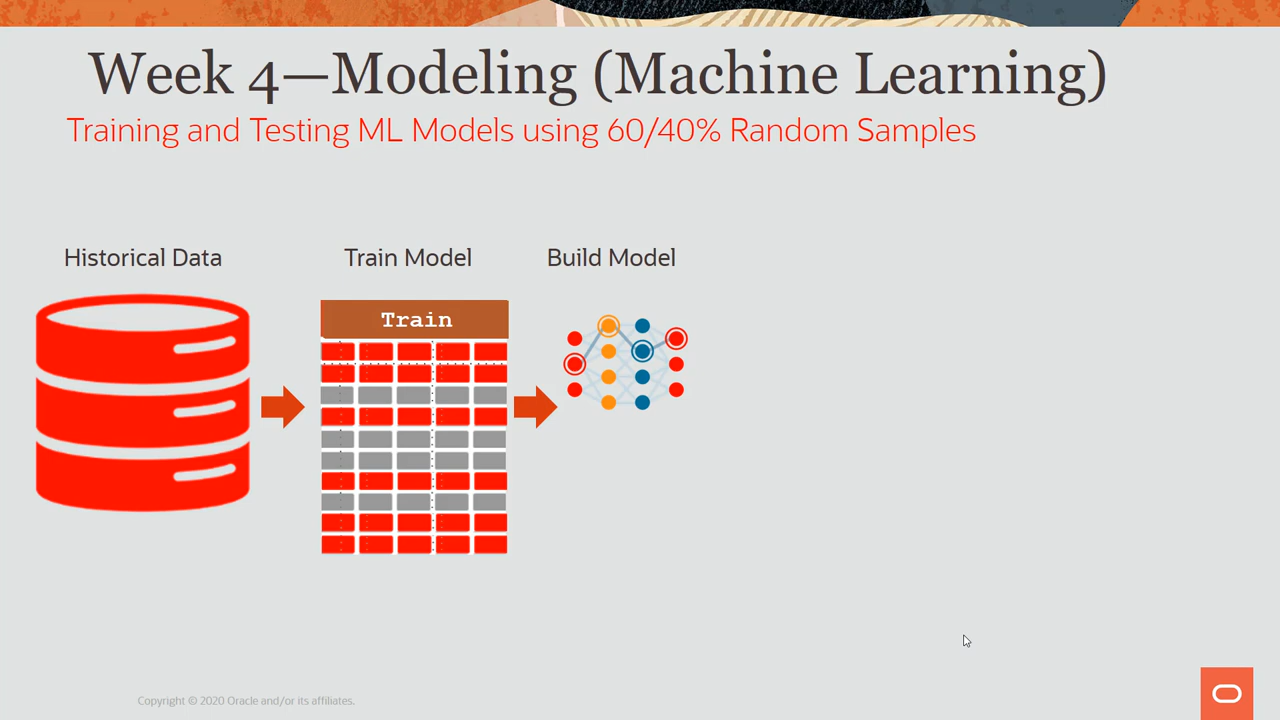 Week 4—Modeling (Machine Learning)
Training and Testing ML Models using 60/40% Random Samples
Historical Data
Train Model
Build Model
Train
Copyright © 2020 Oracle and/or its affiliates.